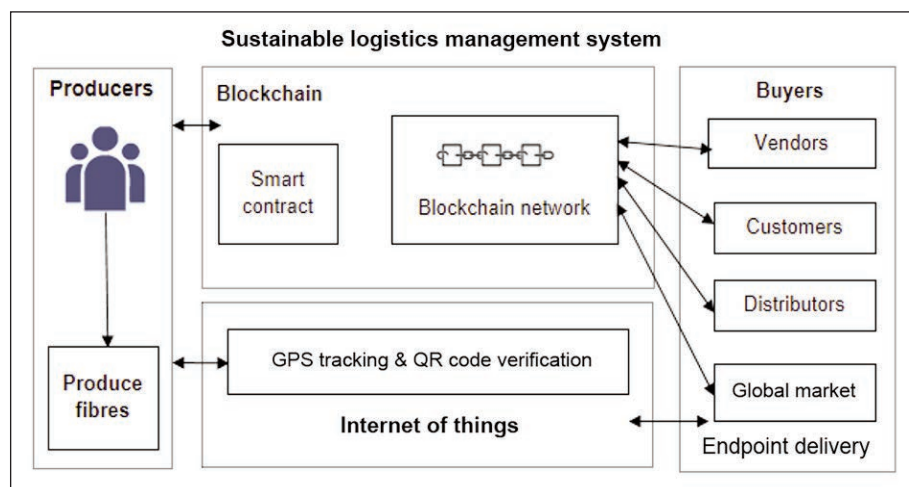 Sustainable logistics management system
Producers
Produce
fibres
Blockchain
Smart
contract
Blockchain network
GPS tracking & QR code verification
Internet of things
Buyers
Vendors
Customers
Distributors
Global market
Endpoint delivery